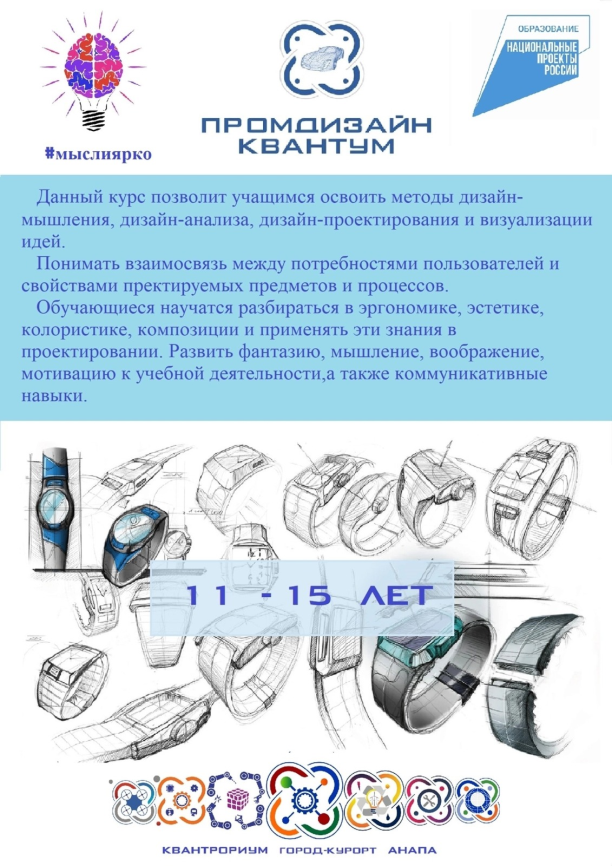 ОБРАЗОВАНИЕ
НАЦИОНАЛЬНЫЕ
ПРОЕКТЫ
РОССИИ
#мыслиярко
ПРОМДИЗАЙН
КВАНТУМ
Данный курс позволит учащимся освоить методы дизайн-
мышления, дизайн-анализа, дизайн-проектирования и визуализации
идей.
Понимать взаимосвязь между потребностями пользователей и
свойствами пректируемых предметов и процессов.
Обучающиеся научатся разбираться в эргономике, эстетике,
колористике, композиции и применять эти знания в
проектировании. Развить фантазию, мышление, воображение,
мотивацию к учебной деятельности,а также коммуникативные
навыки.
11 - 15 ЛЕТ
КВАНТРОРИУМ ГОРОД-КУРОРТ АНАПА